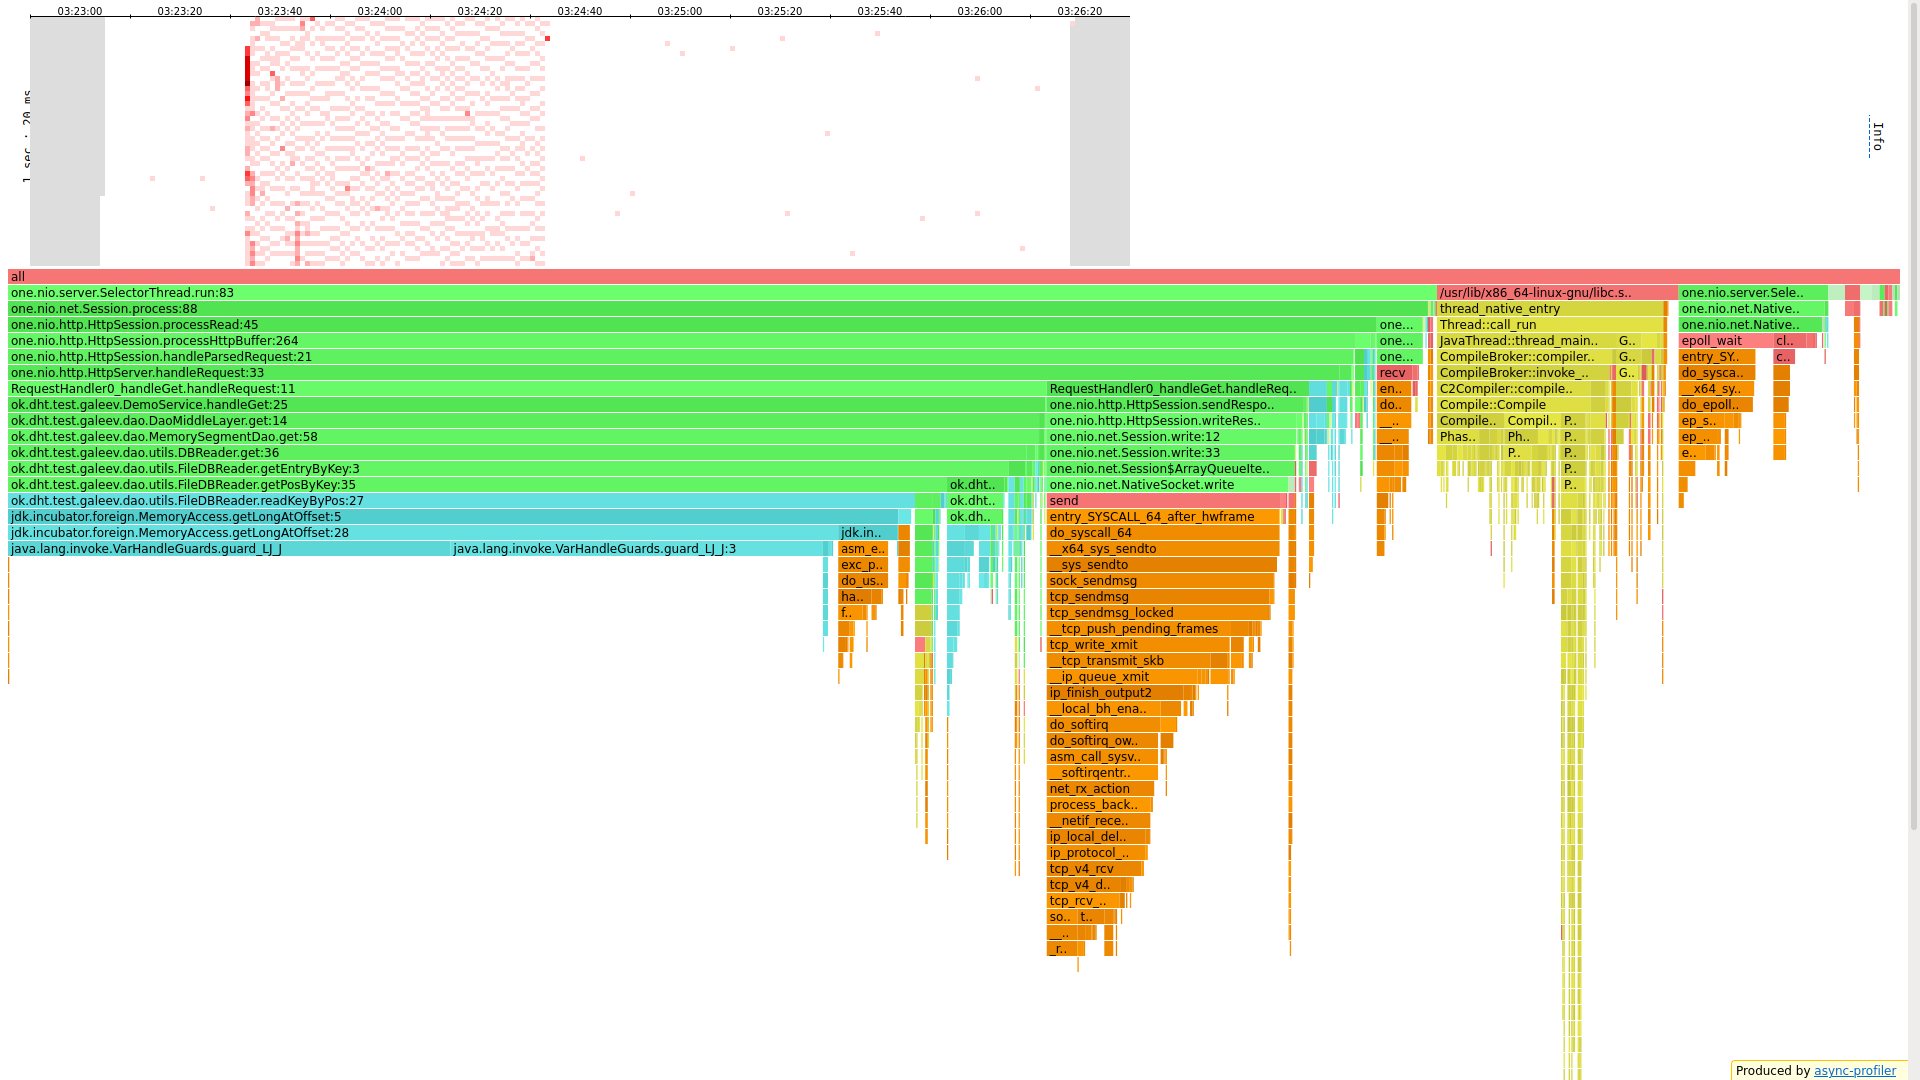 03:23:00 03:23:20 03:23:40 03:24:00 03:24:20 03:24:40 03:25:00 03:25:20 03:25:40 03:26:00 03:26:20
1 sec · 20 ms
Info
all
one.nio.server.SelectorThread.run:83 /usr/lib/x86_64-linux-gnu/libc.s.. one.nio.server.Sele..
one.nio.net.Session.process:88 thread_native_entry one.nio.net.Native..
one.nio.http.HttpSession.processRead:45 one... Thread::call_run one.nio.net.Native..
one.nio.http.HttpSession.processHttpBuffer:264 one... JavaThread::thread_main.. G.. epoll_wait cl..
one.nio.http.HttpSession.handleParsedRequest:21 one... CompileBroker::compiler.. G.. entry_SY.. c..
one.nio.http.HttpServer.handleRequest:33 recv CompileBroker::invoke_.. G.. do_sysca..
RequestHandler0_handleGet.handleRequest:11 RequestHandler0_handleGet.handleReq.. en.. C2Compiler::compile.. __x64_sy..
ok.dht.test.galeev.DemoService.handleGet:25 one.nio.http.HttpSession.sendRespo.. do.. Compile::Compile do_epoll..
ok.dht.test.galeev.dao.DaoMiddleLayer.get:14 one.nio.http.HttpSession.writeRes.. __.. Compile.. Compil.. P.. ep_s..
ok.dht.test.galeev.dao.MemorySegmentDao.get:58 one.nio.net.Session.write:12 __.. Phas.. Ph.. P.. ep_..
ok.dht.test.galeev.dao.utils.DBReader.get:36 one.nio.net.Session.write:33 P.. P.. e..
ok.dht.test.galeev.dao.utils.FileDBReader.getEntryByKey:3 one.nio.net.Session$ArrayQueueIte.. P..
ok.dht.test.galeev.dao.utils.FileDBReader.getPosByKey:35 ok.dht.. one.nio.net.NativeSocket.write P..
ok.dht.test.galeev.dao.utils.FileDBReader.readKeyByPos:27 ok.dht.. send
jdk.incubator.foreign.MemoryAccess.getLongAtOffset:5 ok.dh.. entry_SYSCALL_64_after_hwframe
jdk.incubator.foreign.MemoryAccess.getLongAtOffset:28 jdk.in.. do_syscall_64
java.lang.invoke.VarHandleGuards.guard_LJ_J java.lang.invoke.VarHandleGuards.guard_LJ_J:3 asm_e.. __x64_sys_sendto
exc_p.. __sys_sendto
do_us.. sock_sendmsg
ha.. tcp_sendmsg
f.. tcp_sendmsg_locked
__tcp_push_pending_frames
tcp_write_xmit
__tcp_transmit_skb
__ip_queue_xmit
ip_finish_output2
__local_bh_ena..
do_softirq
do_softirq_ow..
asm_call_sysv..
__softirqentr..
net_rx_action
process_back..
__netif_rece..
ip_local_del..
ip_protocol_..
tcp_v4_rcv
tcp_v4_d..
tcp_rcv_..
so.. t..
__..
_r..
Produced by async-profiler